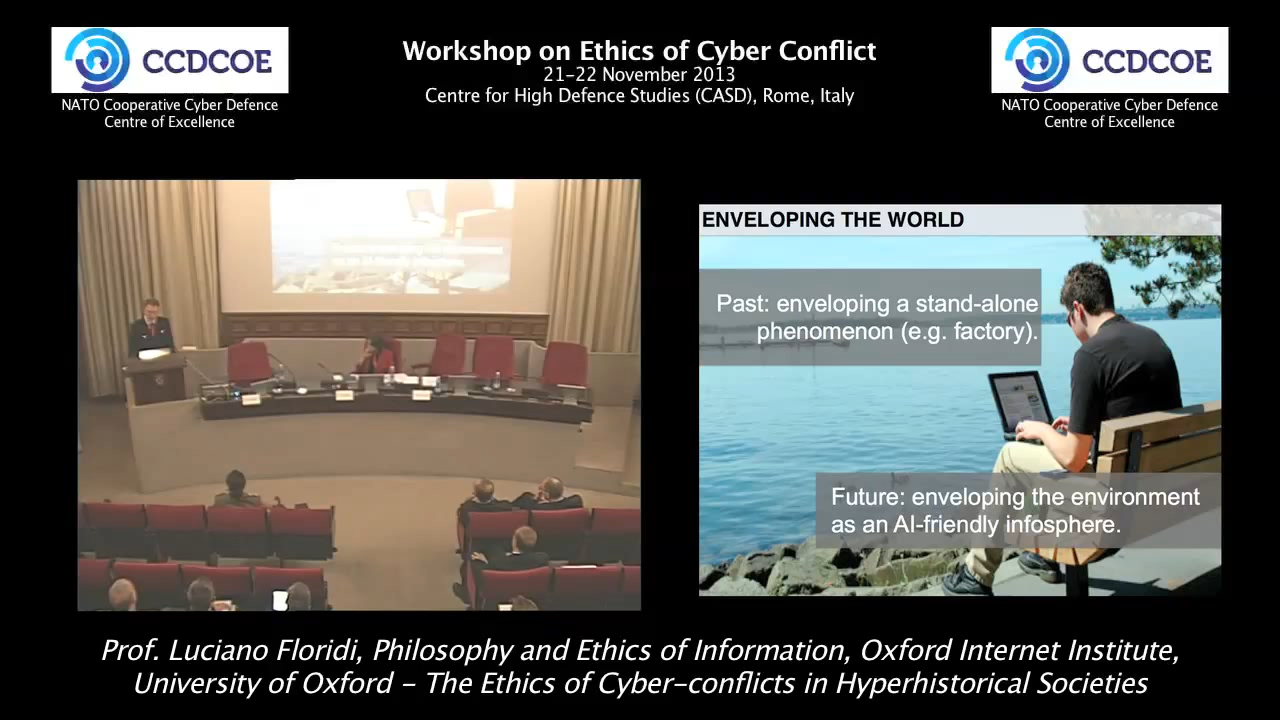 CCDCOE
NATO Cooperative Cyber Defence
Centre of Excellence
Workshop on Ethics of Cyber Conflict
21-22 November 2013
Centre for High Defence Studies (CASD), Rome, Italy
CCDCOE
NATO Cooperative Cyber Defence
Centre of Excellence
ENVELOPING THE WORLD
Past: enveloping a stand-alone
phenomenon (e.g. factory).
Future: enveloping the environment
as an AI-friendly infosphere.
Prof. Luciano Floridi, Philosophy and Ethics of Information, Oxford Internet Institute,
University of Oxford - The Ethics of Cyber-conflicts in Hyperhistorical Societies